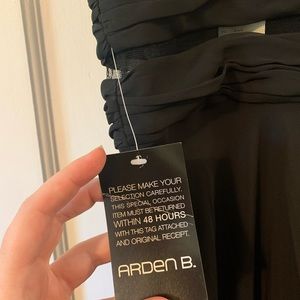 PLEASE MAKE YOUR
SELECTION CAREFULLY.
THIS SPECIAL OCCASION
ITEM MUST BE RETURNED
WITHIN 48 HOURS
WITH THIS TAG ATTACHED
AND ORIGINAL RECEIPT.
ARDEN B.